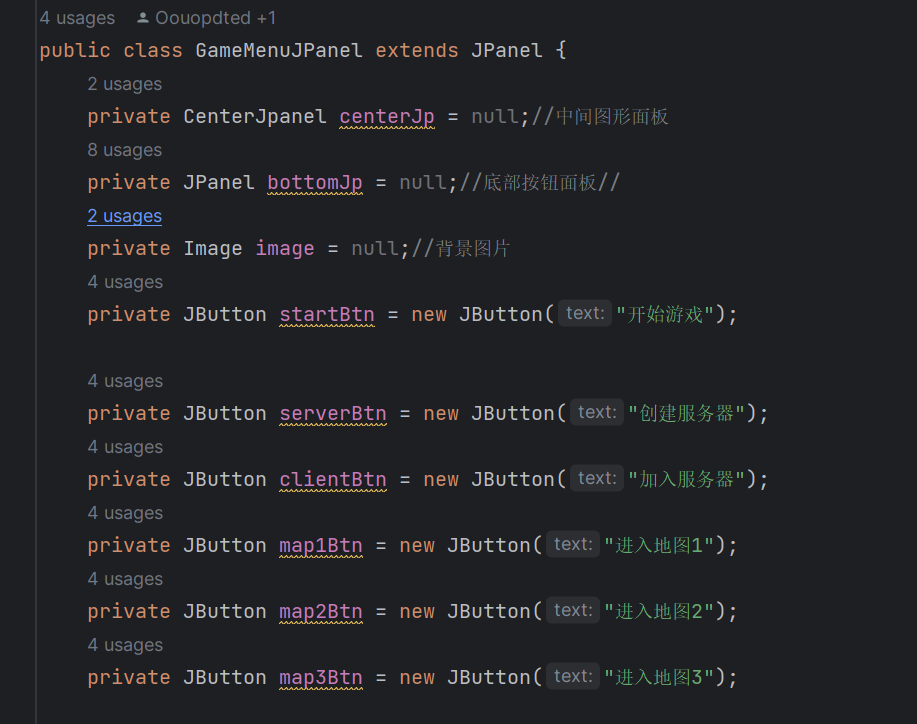 4 usages Oouopdted +1
public class GameMenuJPanel extends JPanel {
2 usages
private CenterJpanel centerJp = null;//中间图形面板
8 usages
private JPanel bottomJp = null;//底部按钮面板//
2 usages
private Image image = null;//背景图片
4 usages
private JButton startBtn = new JButton( text: "开始游戏");
4 usages
private JButton serverBtn = new JButton( text: "创建服务器");
4 usages
private JButton clientBtn = new JButton( text: "加入服务器");
4 usages
private JButton map1Btn = new JButton( text: "进入地图1");
4 usages
private JButton map2Btn = new JButton( text: "进入地图2");
4 usages
private JButton map3Btn = new JButton( text: "进入地图3");